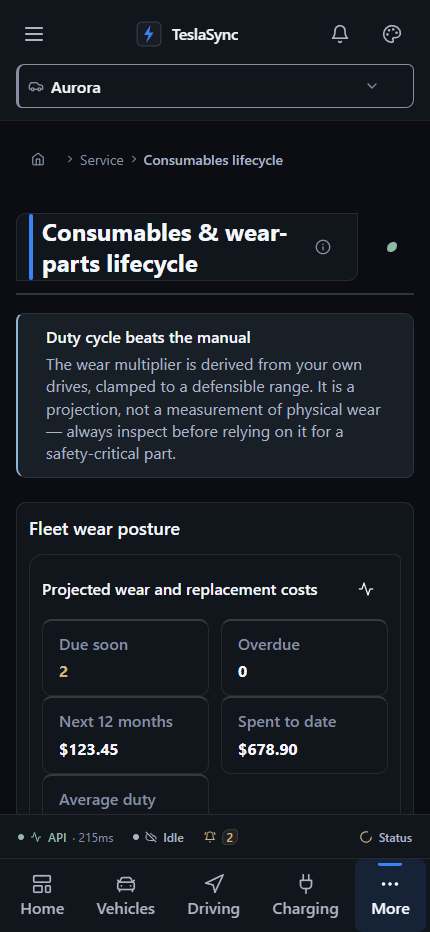 TeslaSync
Aurora
Service
Consumables lifecycle
Consumables & wear-
parts lifecycle
Duty cycle beats the manual
The wear multiplier is derived from your own
drives, clamped to a defensible range. It is a
projection, not a measurement of physical wear
— always inspect before relying on it for a
safety-critical part.
Fleet wear posture
Projected wear and replacement costs
Due soon
2
Overdue
0
Next 12 months
$123.45
Spent to date
$678.90
Average duty
API · 215ms
Idle
2
Status
Home
Vehicles
Driving
Charging
More